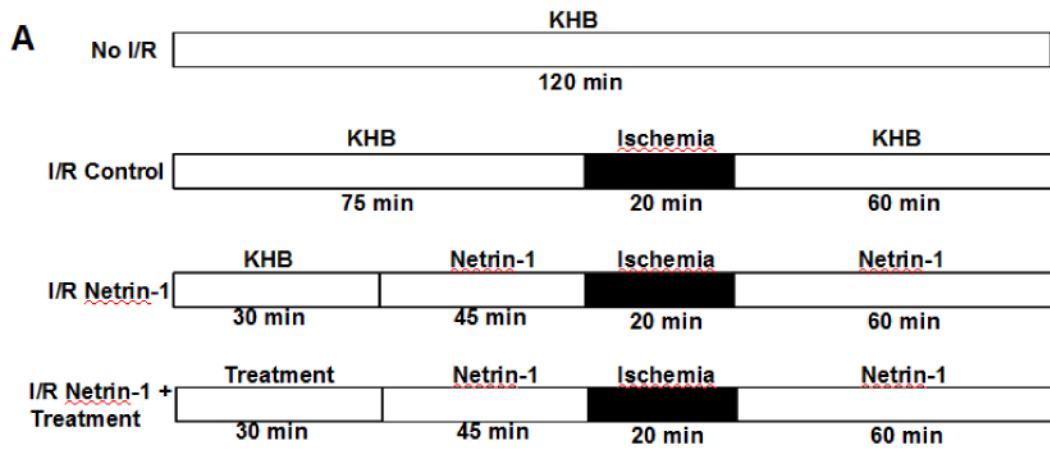 A
KHB
No I/R
120 min
KHB Ischemia KHB
I/R Control
75 min 20 min 60 min
KHB Netrin-1 Ischemia Netrin-1
I/R Netrin-1
30 min 45 min 20 min 60 min
Treatment Netrin-1 Ischemia Netrin-1
I/R Netrin-1 +
Treatment
30 min 45 min 20 min 60 min